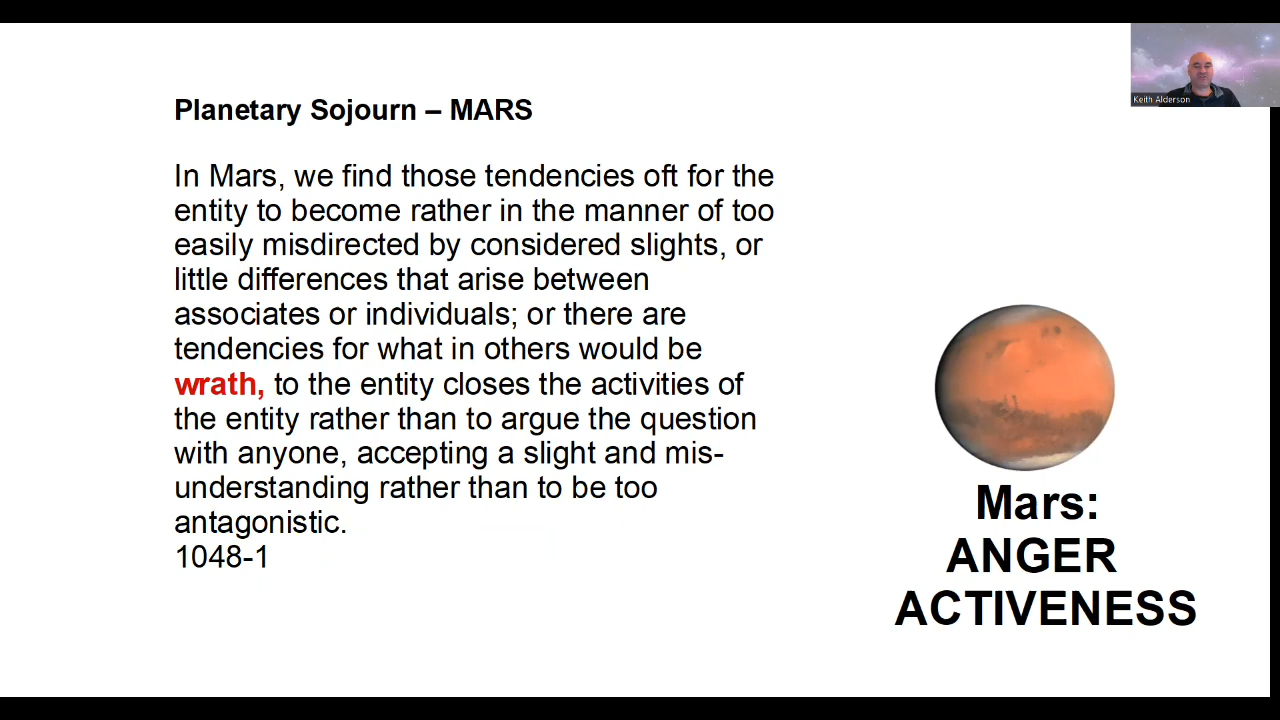 Keith Alderson
Planetary Sojourn – MARS
In Mars, we find those tendencies oft for the
entity to become rather in the manner of too
easily misdirected by considered slights, or
little differences that arise between
associates or individuals; or there are
tendencies for what in others would be
wrath, to the entity closes the activities of
the entity rather than to argue the question
with anyone, accepting a slight and mis-
understanding rather than to be too
antagonistic.
1048-1
Mars:
ANGER
ACTIVENESS